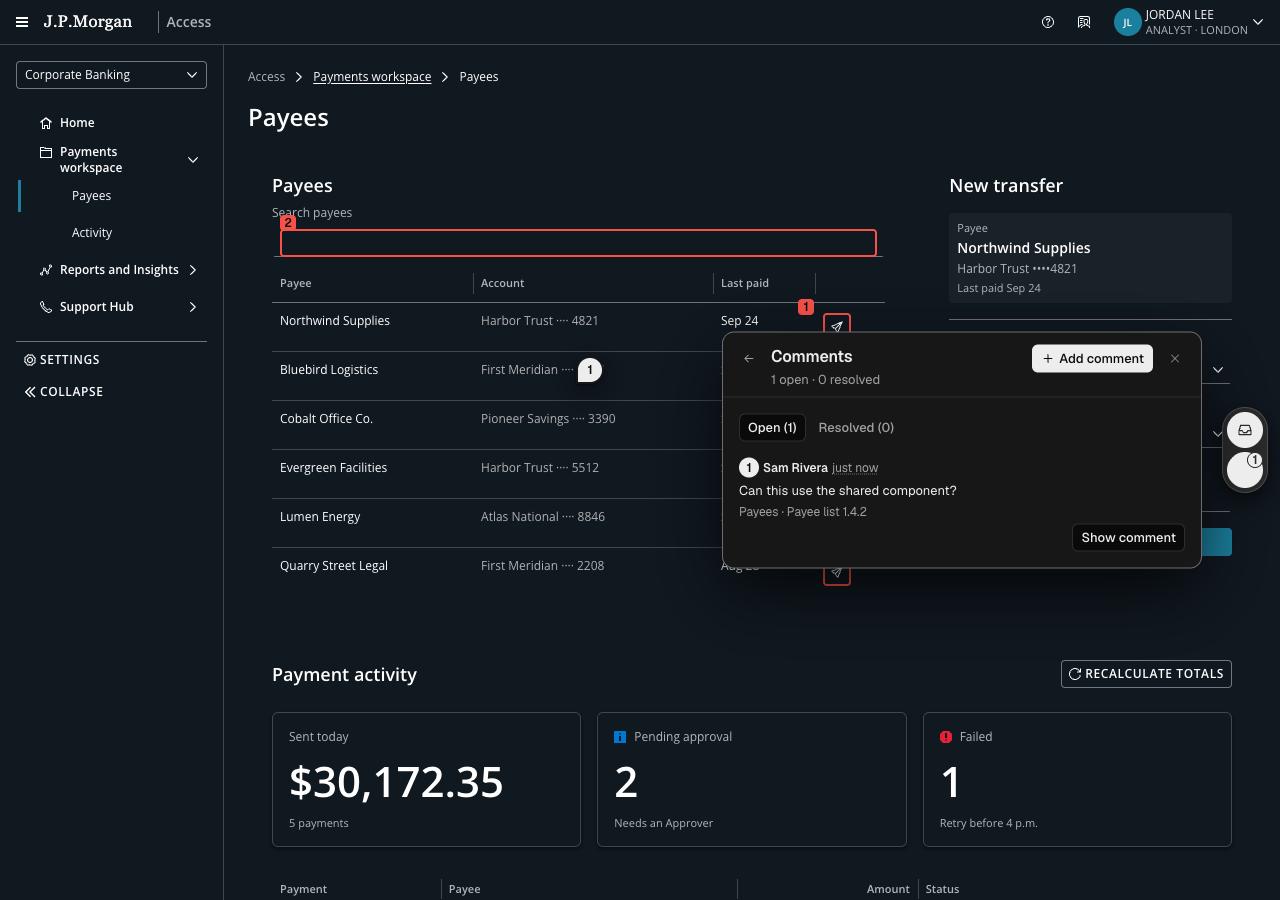 J.P.Morgan
Access
JL
JORDAN LEE
ANALYST · LONDON
Corporate Banking
Home
Payments workspace
Payees
Activity
Reports and Insights
Support Hub
SETTINGS
COLLAPSE
Access
Payments workspace
Payees
Payees
Payees
Search payees
2
Payee
Account
Last paid
Northwind Supplies
Harbor Trust ···· 4821
Sep 24
1
Bluebird Logistics
First Meridian ····
1
Cobalt Office Co.
Pioneer Savings ···· 3390
Evergreen Facilities
Harbor Trust ···· 5512
Lumen Energy
Atlas National ···· 8846
Quarry Street Legal
First Meridian ···· 2208
New transfer
Payee
Northwind Supplies
Harbor Trust ••••4821
Last paid Sep 24
Comments
1 open · 0 resolved
+ Add comment
Open (1)
Resolved (0)
1
Sam Rivera just now
Can this use the shared component?
Payees · Payee list 1.4.2
Show comment
1
Payment activity
RECALCULATE TOTALS
Sent today
$30,172.35
5 payments
Pending approval
2
Needs an Approver
Failed
1
Retry before 4 p.m.
Payment
Payee
Amount
Status